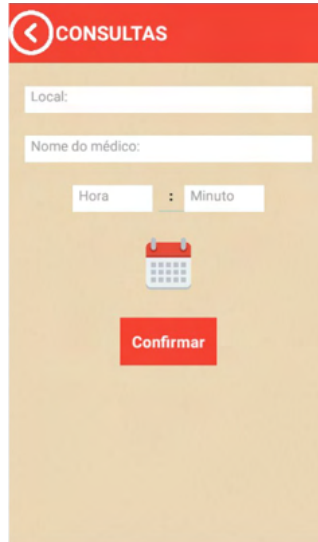 CONSULTAS
Local:
Nome do médico:
Hora : Minuto
Confirmar